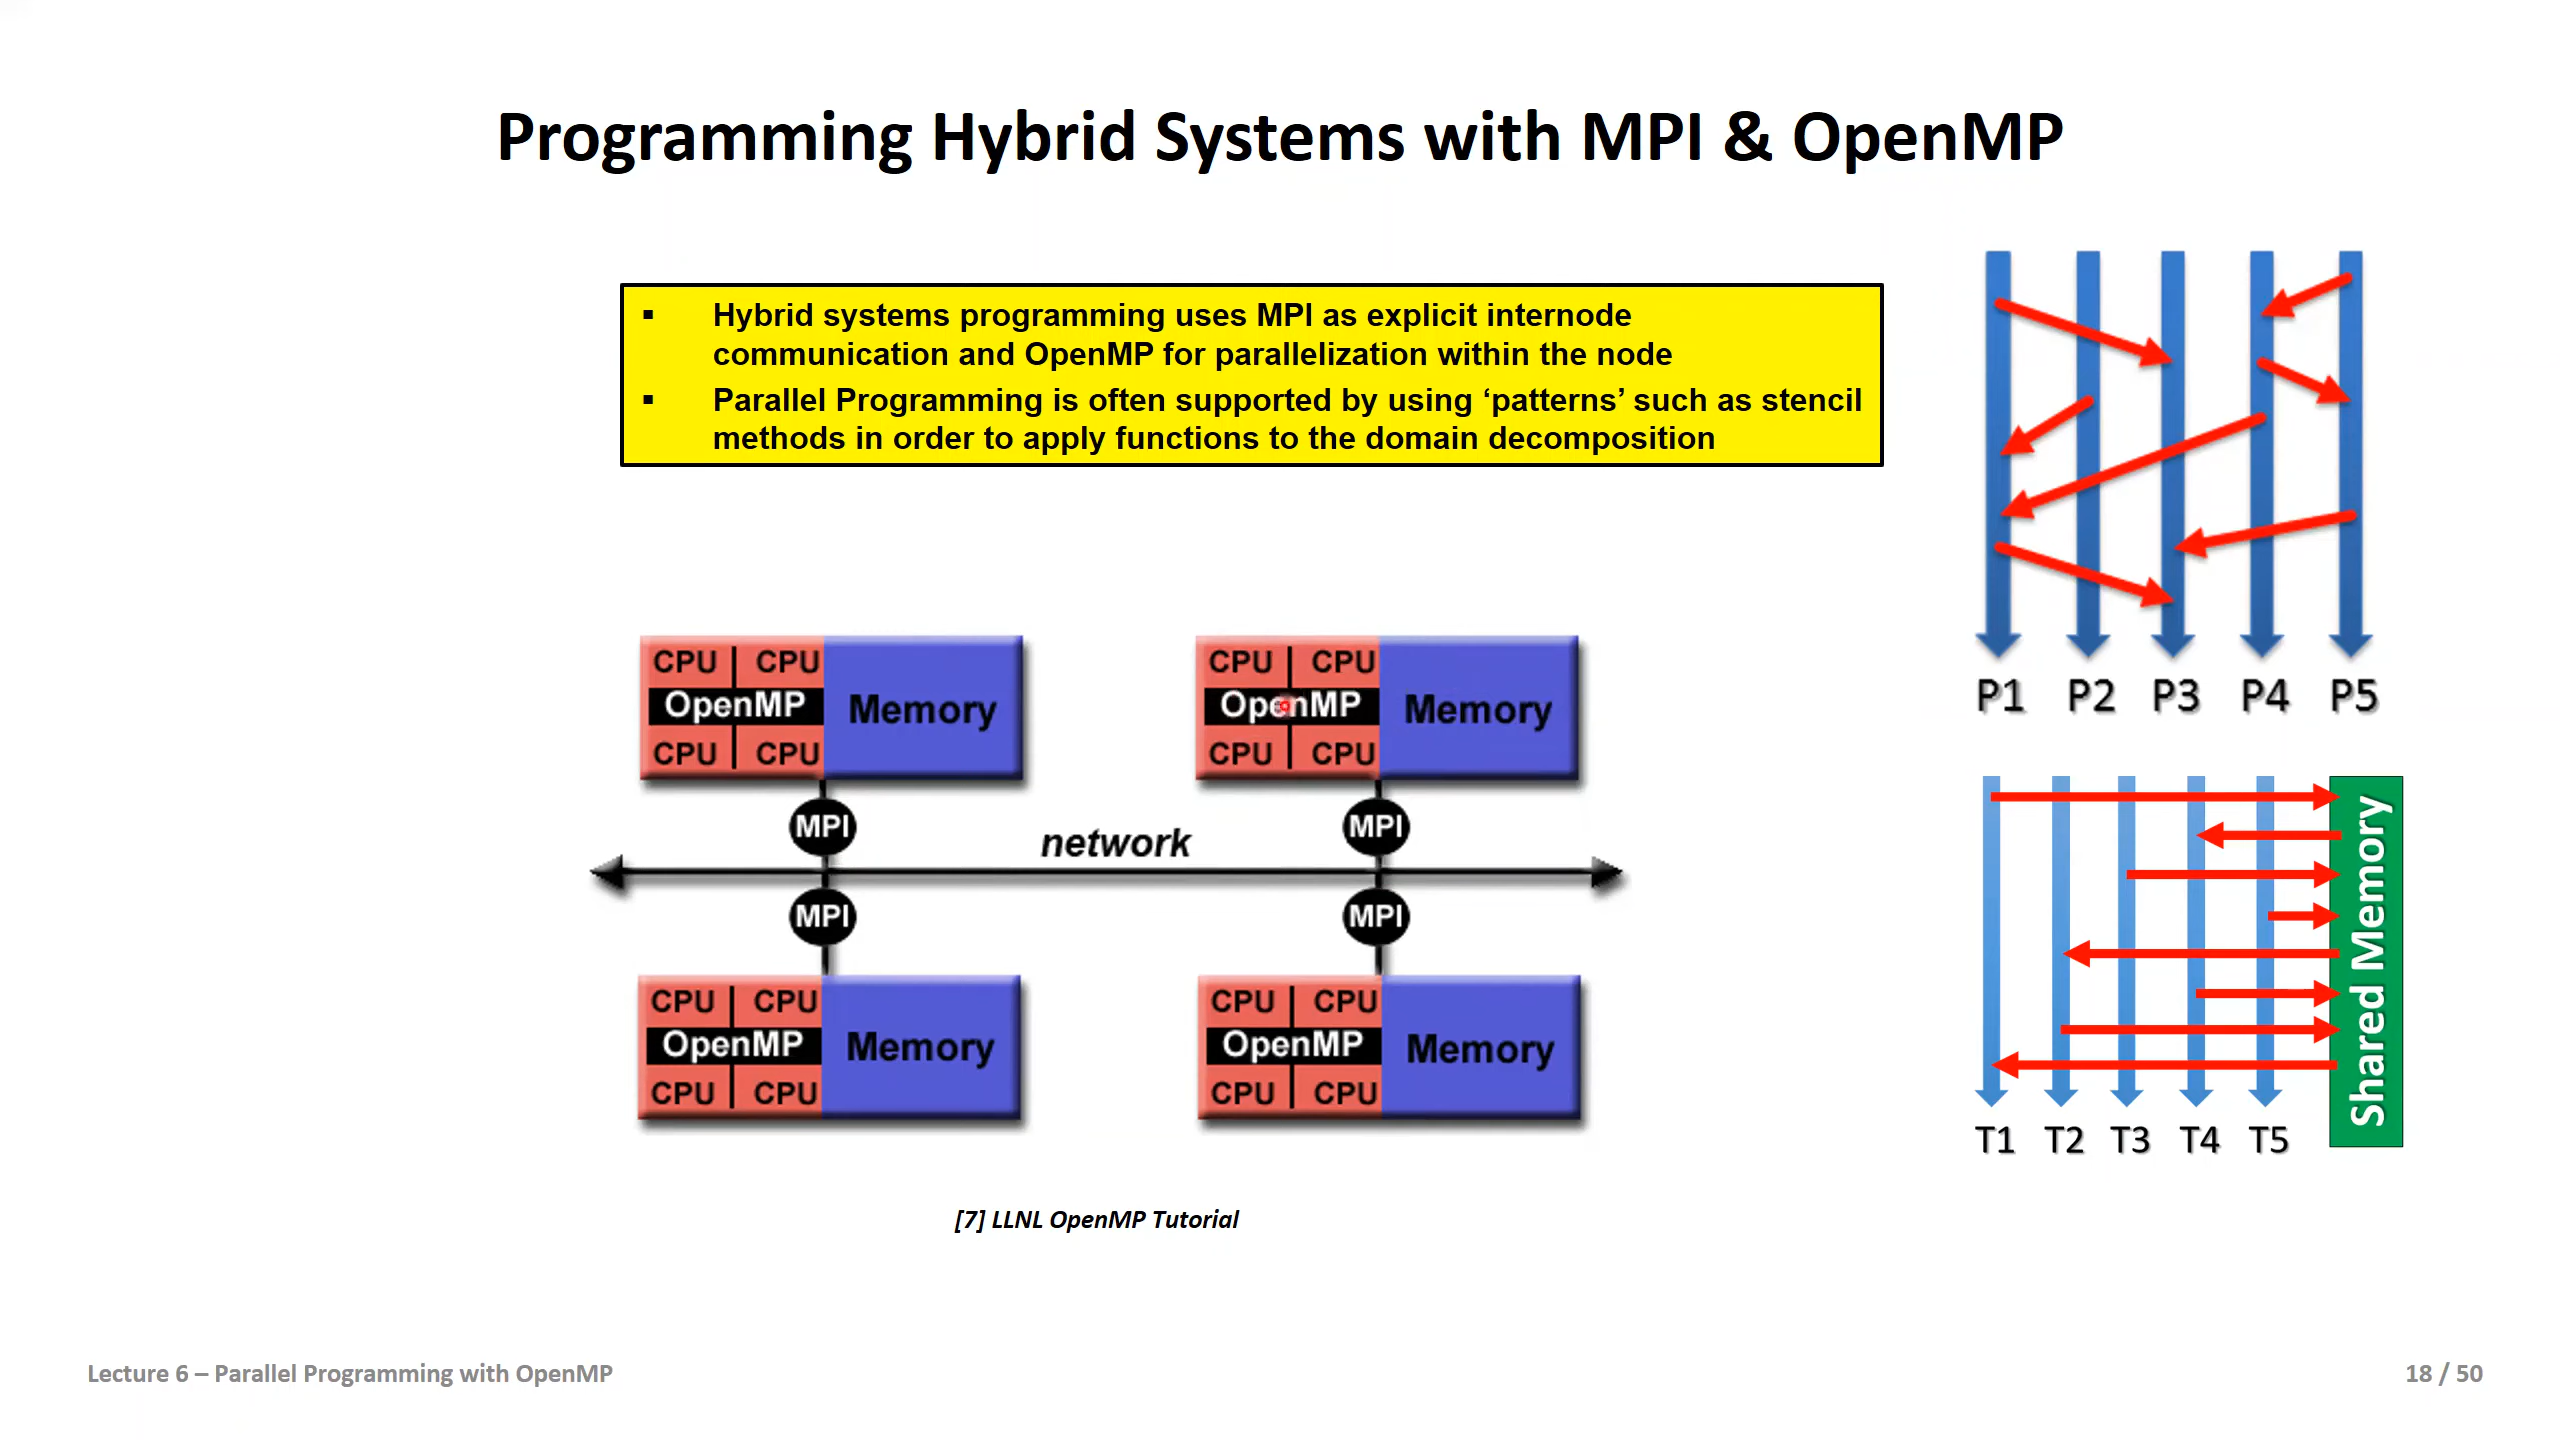 Programming Hybrid Systems with MPI & OpenMP
▪ Hybrid systems programming uses MPI as explicit internode
communication and OpenMP for parallelization within the node
▪ Parallel Programming is often supported by using ‘patterns’ such as stencil
methods in order to apply functions to the domain decomposition
P1 P2 P3 P4 P5
CPU CPU
OpenMP
CPU CPU
Memory
CPU CPU
OpenMP
CPU CPU
Memory
MPI
MPI
network
MPI
MPI
CPU CPU
OpenMP
CPU CPU
Memory
CPU CPU
OpenMP
CPU CPU
Memory
Shared Memory
T1 T2 T3 T4 T5
[7] LLNL OpenMP Tutorial
Lecture 6 – Parallel Programming with OpenMP
18 / 50